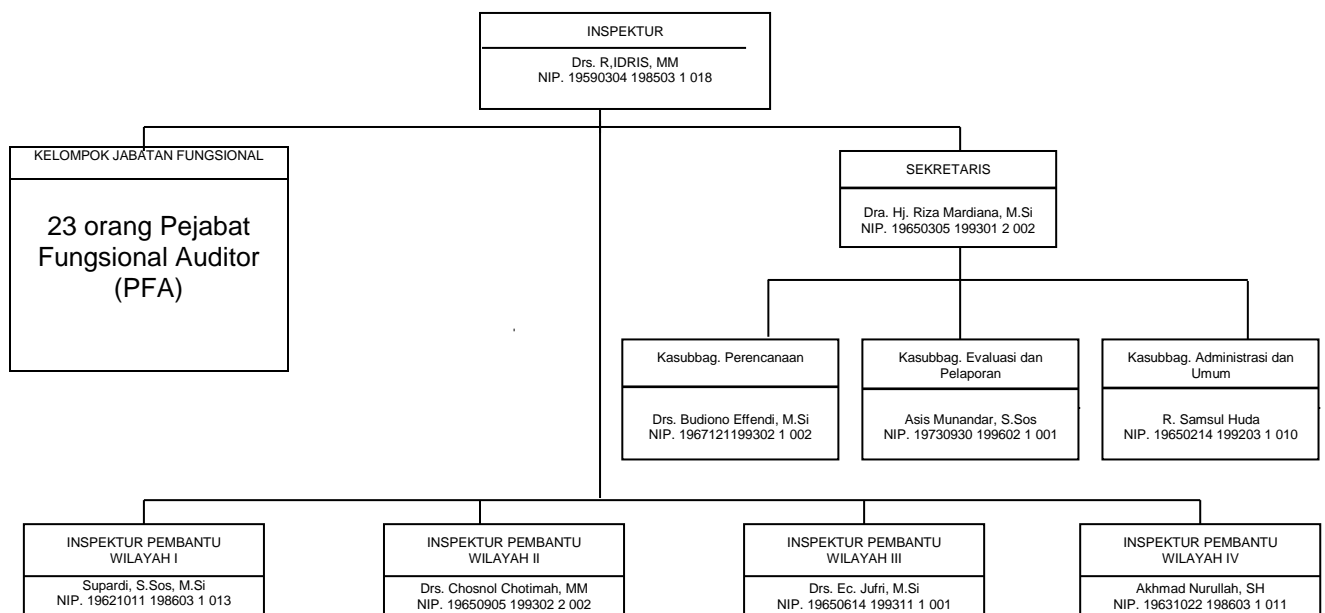 INSPEKTUR
Drs. R,IDRIS, MM
NIP. 19590304 198503 1 018
KELOMPOK JABATAN FUNGSIONAL
23 orang Pejabat
Fungsional Auditor
(PFA)
SEKRETARIS
Dra. Hj. Riza Mardiana, M.Si
NIP. 19650305 199301 2 002
Kasubbag. Perencanaan
Drs. Budiono Effendi, M.Si
NIP. 1967121199302 1 002
Kasubbag. Evaluasi dan
Pelaporan
Asis Munandar, S.Sos
NIP. 19730930 199602 1 001
Kasubbag. Administrasi dan
Umum
R. Samsul Huda
NIP. 19650214 199203 1 010
INSPEKTUR PEMBANTU
WILAYAH I
Supardi, S.Sos, M.Si
NIP. 19621011 198603 1 013
INSPEKTUR PEMBANTU
WILAYAH II
Drs. Chosnol Chotimah, MM
NIP. 19650905 199302 2 002
INSPEKTUR PEMBANTU
WILAYAH III
Drs. Ec. Jufri, M.Si
NIP. 19650614 199311 1 001
INSPEKTUR PEMBANTU
WILAYAH IV
Akhmad Nurullah, SH
NIP. 19631022 198603 1 011